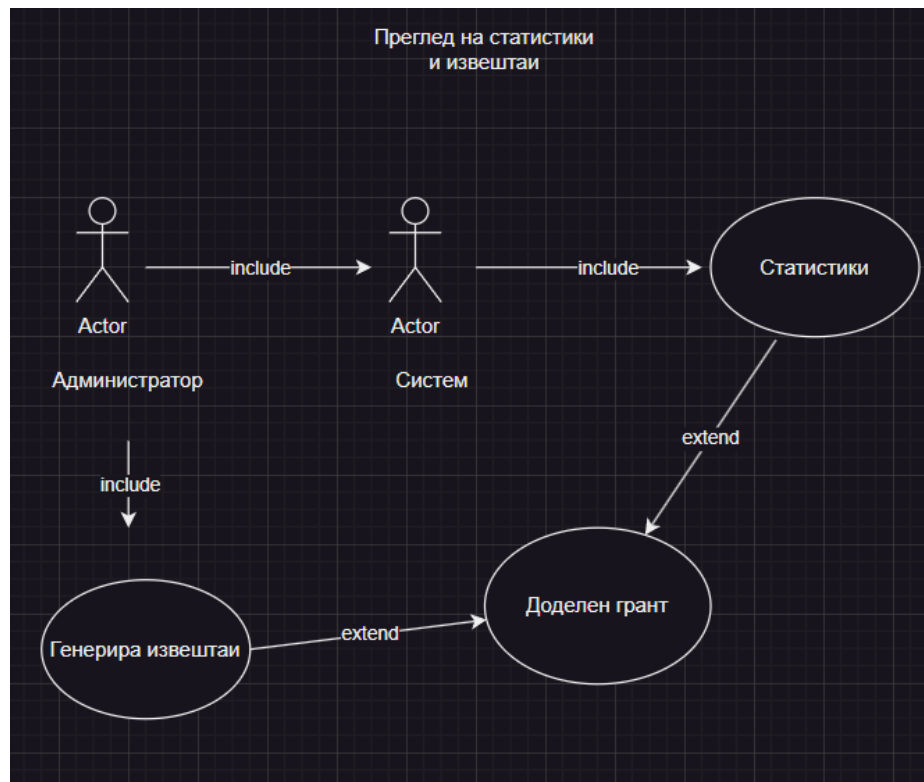 Преглед на статистики
и извештаи
include
include
Статистики
Actor
Actor
Администратор
Систем
extend
include
Доделен грант
extend
Генерира извештаи